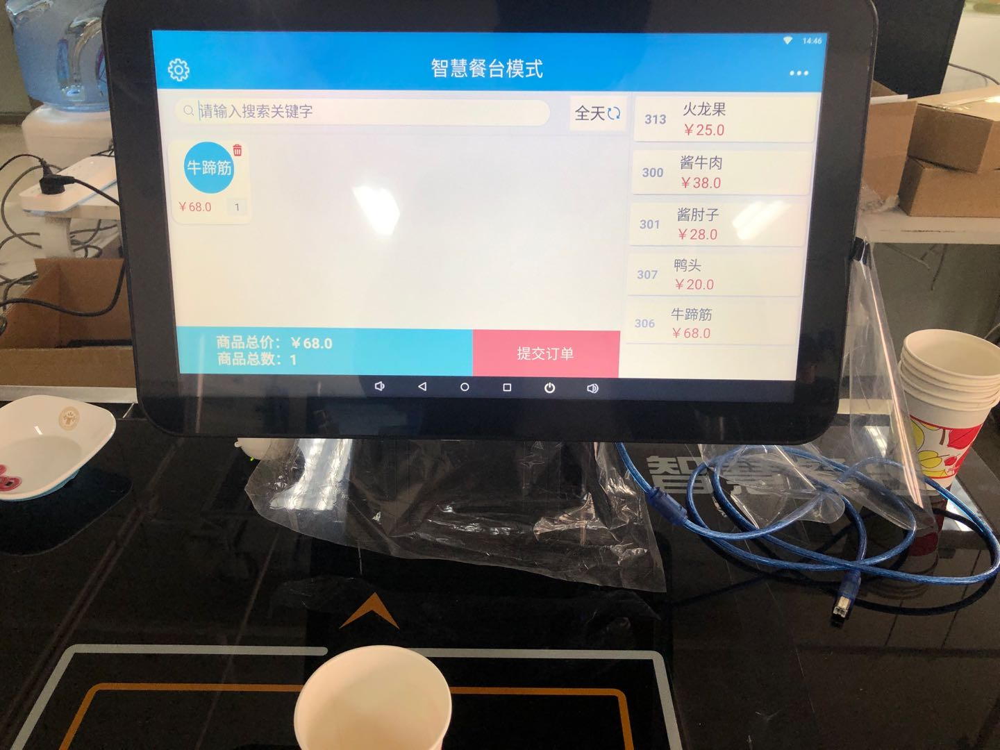 14:46
智慧餐台模式
请输入搜索关键字
全天
牛蹄筋
￥68.0
1
313
火龙果
￥25.0
300
酱牛肉
￥38.0
301
酱肘子
￥28.0
307
鸭头
￥20.0
306
牛蹄筋
￥68.0
商品总价：￥68.0
商品总数：1
提交订单
智慧